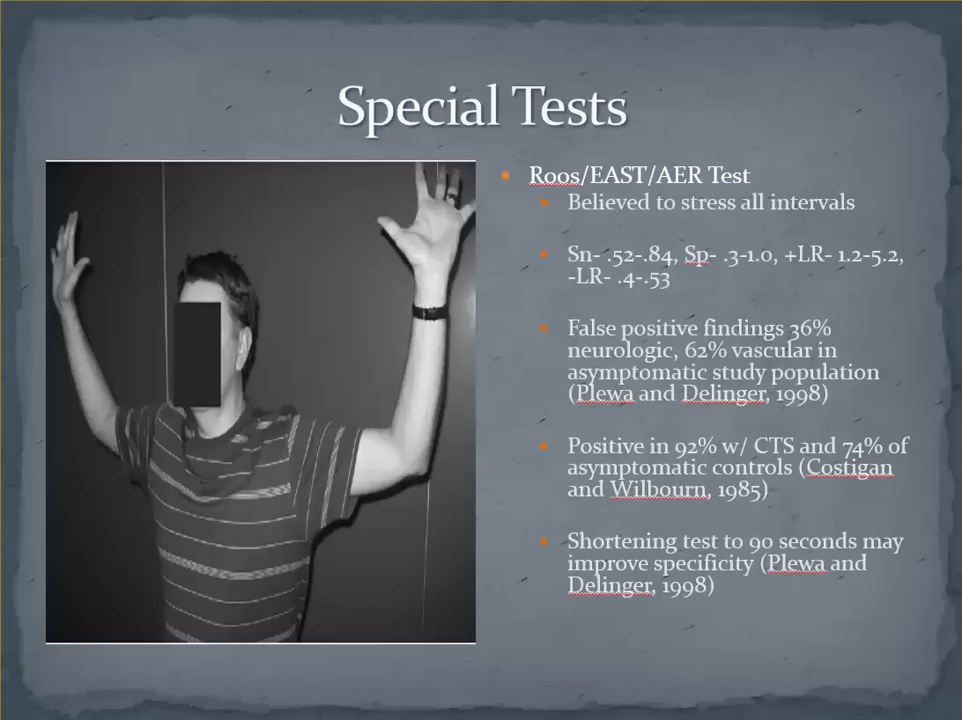 Special Tests
Roos/EAST/AER Test
Believed to stress all intervals
Sn- .52-.84, Sp- .3-1.0, +LR- 1.2-5.2,
-LR- .4-.53
False positive findings 36%
neurologic, 62% vascular in
asymptomatic study population
(Plewa and Delinger, 1998)
Positive in 92% w/ CTS and 74% of
asymptomatic controls (Costigan
and Wilbourn, 1985)
Shortening test to 90 seconds may
improve specificity (Plewa and
Delinger, 1998)